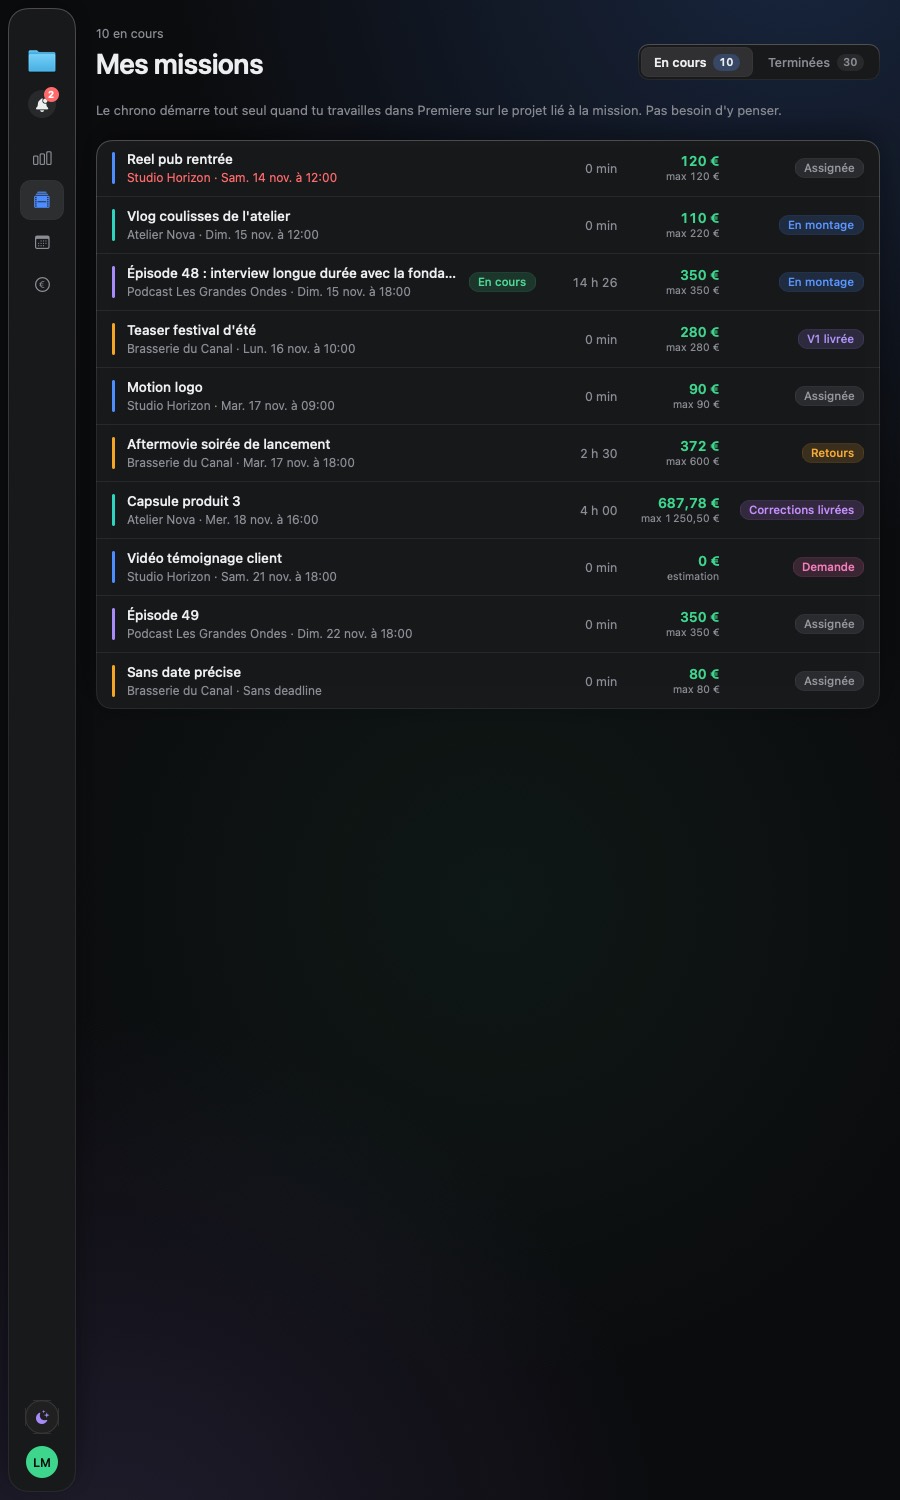 10 en cours
Mes missions
En cours 10
Terminées 30
2
Le chrono démarre tout seul quand tu travailles dans Premiere sur le projet lié à la mission. Pas besoin d'y penser.
Reel pub rentrée
Studio Horizon · Sam. 14 nov. à 12:00
0 min
120 €
max 120 €
Assignée
Vlog coulisses de l'atelier
Atelier Nova · Dim. 15 nov. à 12:00
0 min
110 €
max 220 €
En montage
Épisode 48 : interview longue durée avec la fonda...
Podcast Les Grandes Ondes · Dim. 15 nov. à 18:00
En cours
14 h 26
350 €
max 350 €
En montage
Teaser festival d'été
Brasserie du Canal · Lun. 16 nov. à 10:00
0 min
280 €
max 280 €
V1 livrée
Motion logo
Studio Horizon · Mar. 17 nov. à 09:00
0 min
90 €
max 90 €
Assignée
Aftermovie soirée de lancement
Brasserie du Canal · Mar. 17 nov. à 18:00
2 h 30
372 €
max 600 €
Retours
Capsule produit 3
Atelier Nova · Mer. 18 nov. à 16:00
4 h 00
687,78 €
max 1 250,50 €
Corrections livrées
Vidéo témoignage client
Studio Horizon · Sam. 21 nov. à 18:00
0 min
0 €
estimation
Demande
Épisode 49
Podcast Les Grandes Ondes · Dim. 22 nov. à 18:00
0 min
350 €
max 350 €
Assignée
Sans date précise
Brasserie du Canal · Sans deadline
0 min
80 €
max 80 €
Assignée
LM